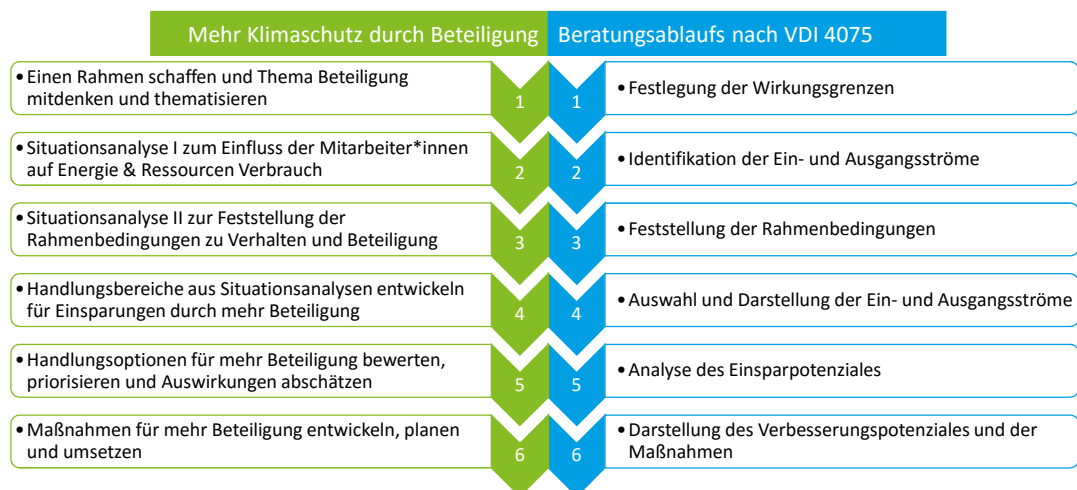 Mehr Klimaschutz durch Beteiligung
Beratungsablaufs nach VDI 4075
• Einen Rahmen schaffen und Thema Beteiligung
mitdenken und thematisieren
1
1
• Festlegung der Wirkungsgrenzen
• Situationsanalyse I zum Einfluss der Mitarbeiter*innen
auf Energie & Ressourcen Verbrauch
2
2
• Identifikation der Ein- und Ausgangsströme
• Situationsanalyse II zur Feststellung der
Rahmenbedingungen zu Verhalten und Beteiligung
3
3
• Feststellung der Rahmenbedingungen
• Handlungsbereiche aus Situationsanalysen entwickeln
für Einsparungen durch mehr Beteiligung
4
4
• Auswahl und Darstellung der Ein- und Ausgangsströme
• Handlungsoptionen für mehr Beteiligung bewerten,
priorisieren und Auswirkungen abschätzen
5
5
• Analyse des Einsparpotenziales
• Maßnahmen für mehr Beteiligung entwickeln, planen
und umsetzen
6
6
• Darstellung des Verbesserungspotenziales und der
Maßnahmen